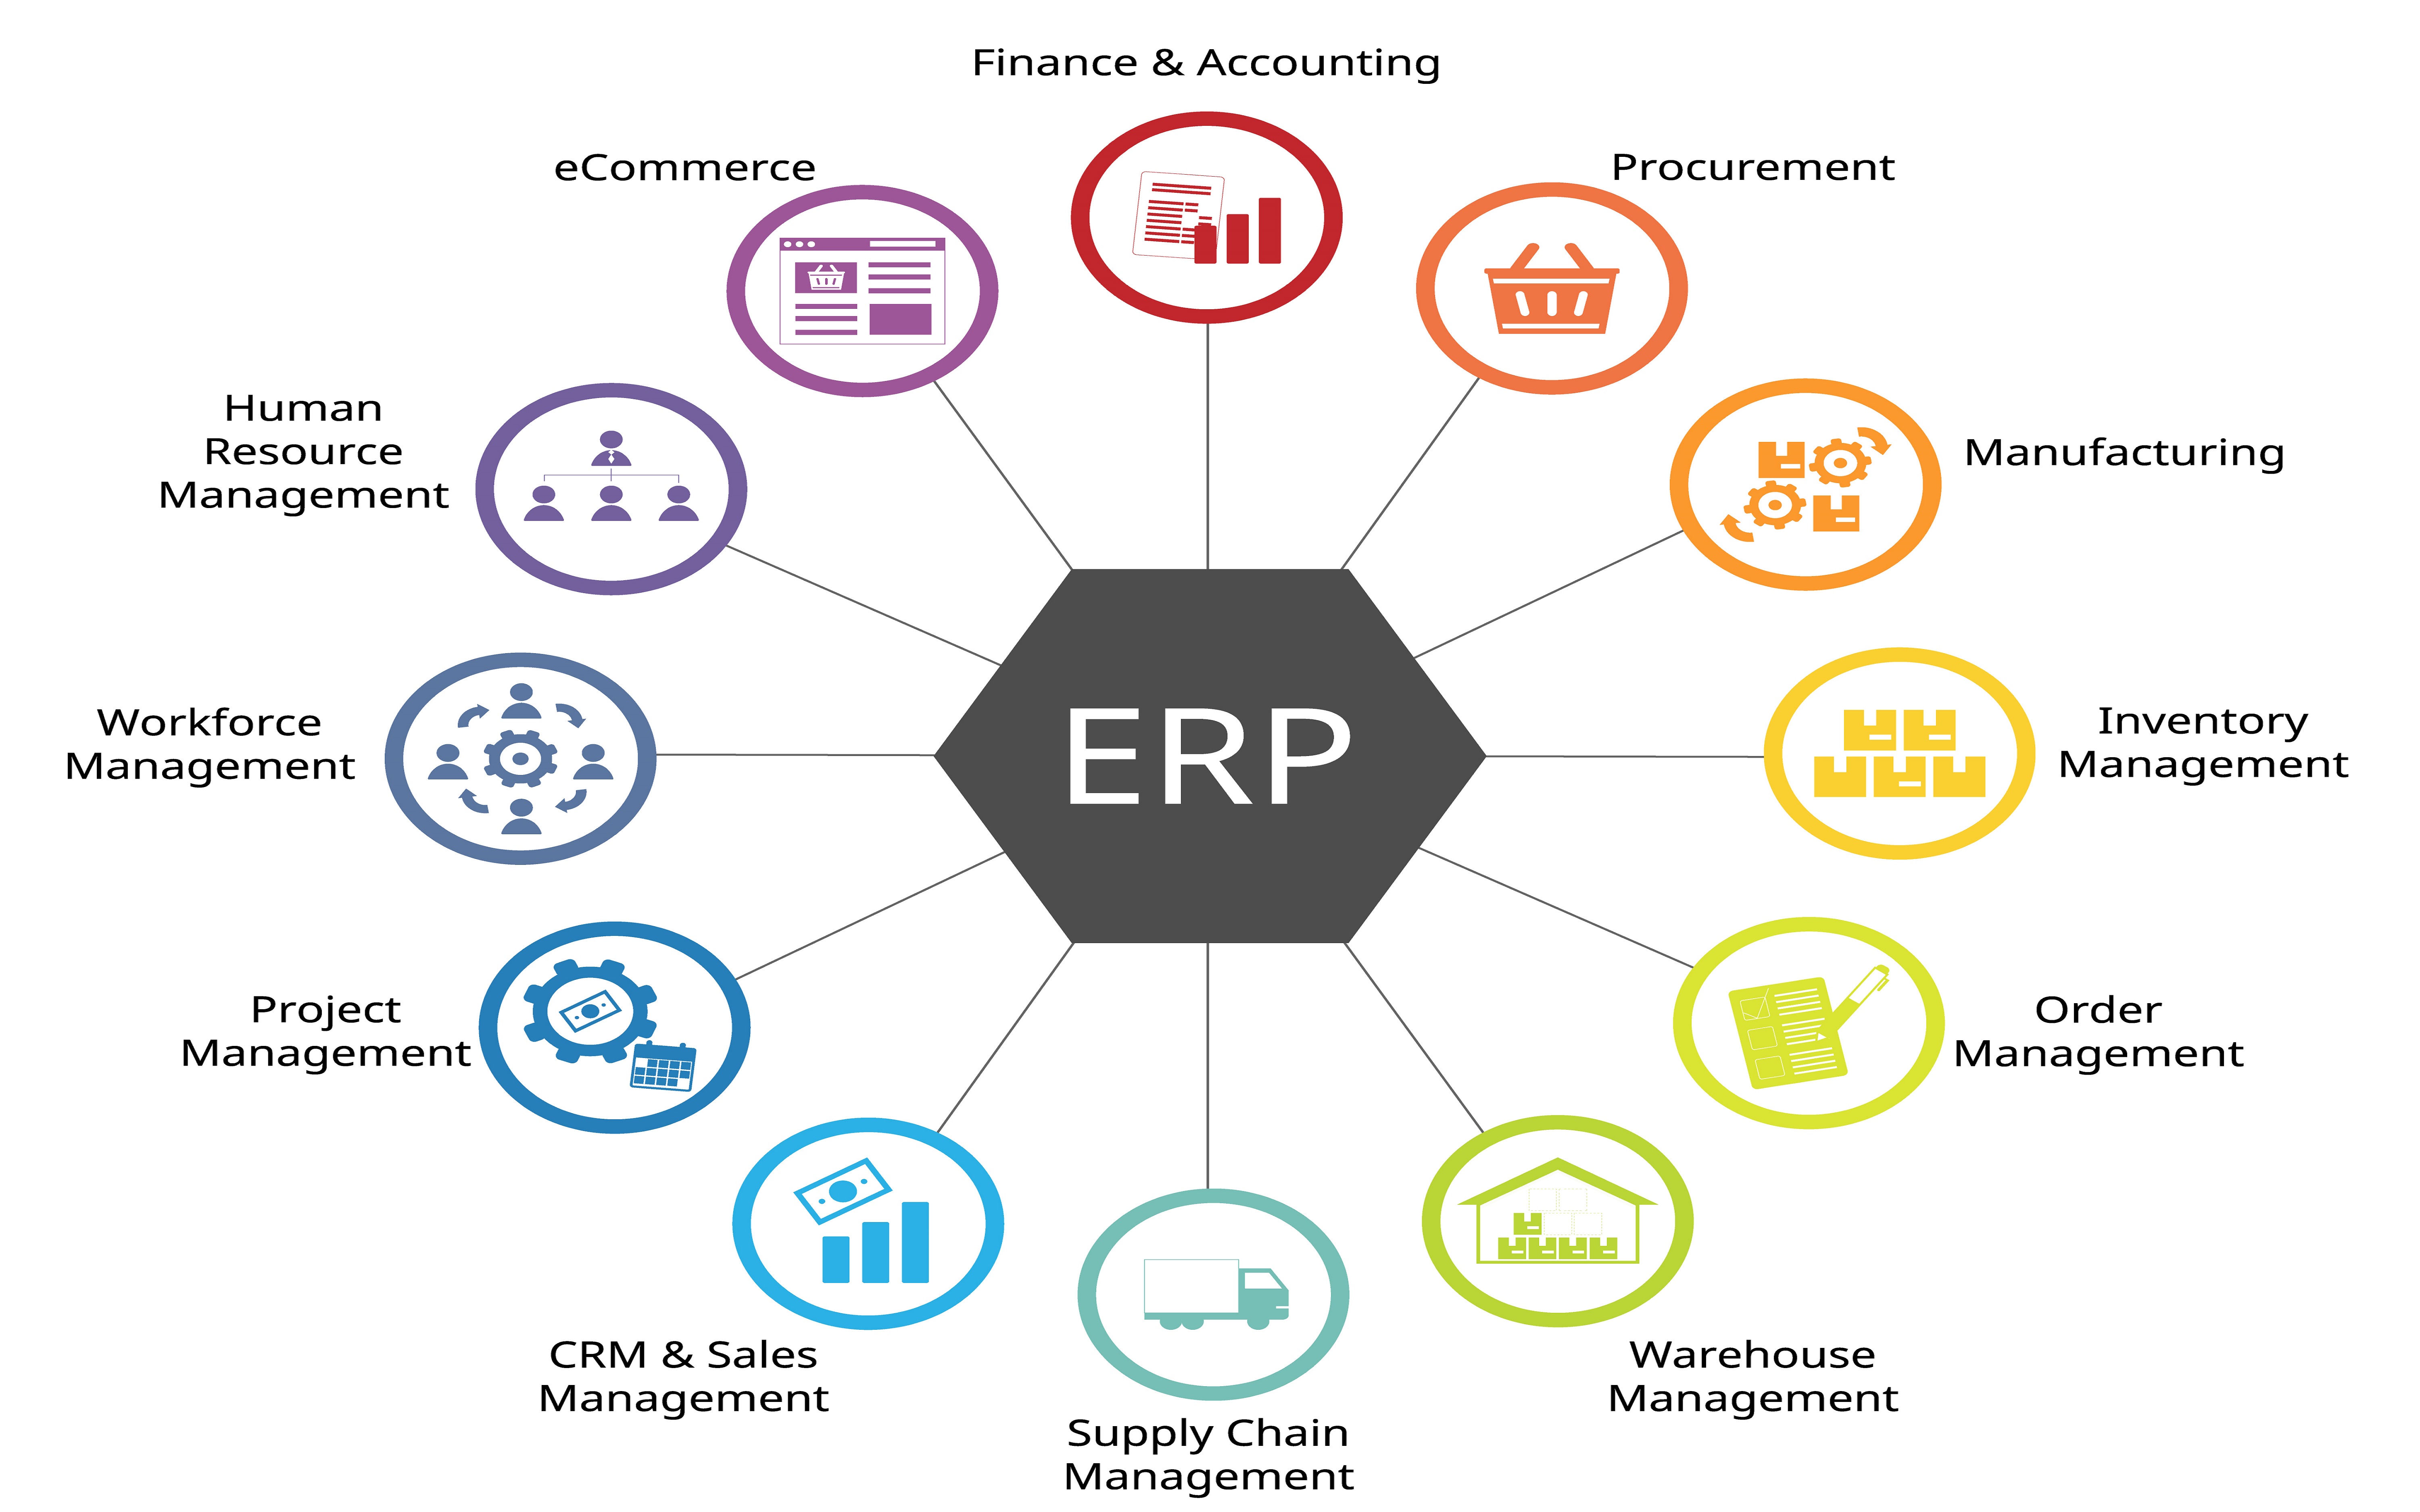 Finance & Accounting
eCommerce
Procurement
Human
Resource
Management
Manufacturing
Workforce
Management
ERP
Inventory
Management
Project
Management
Order
Management
CRM & Sales
Management
Warehouse
Management
Supply Chain
Management